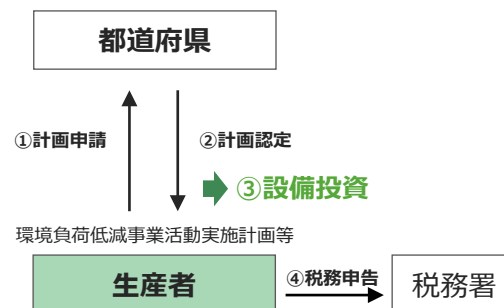 都道府県
①計画申請
②計画認定
③設備投資
環境負荷低減事業活動実施計画等
生産者
④税務申告
税務署